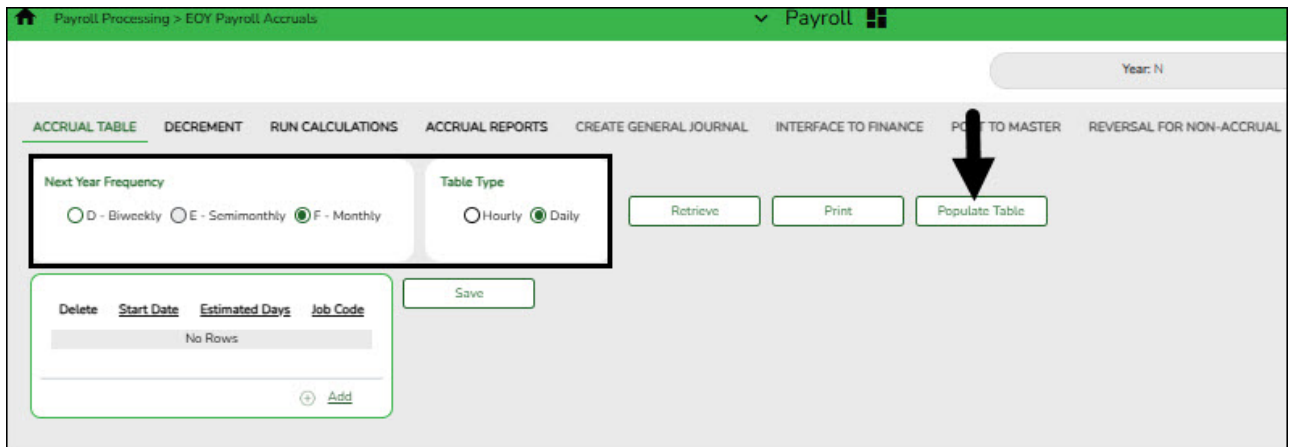 Payroll Processing > EOY Payroll Accruals
Payroll
Year: N
ACCRUAL TABLE DECREMENT RUN CALCULATIONS ACCRUAL REPORTS CREATE GENERAL JOURNAL INTERFACE TO FINANCE TO MASTER REVERSAL FOR NON-ACCRUAL
Next Year Frequency
D - Biweekly E - Semimonthly F - Monthly
Table Type
Hourly Daily
Retrieve
Print
Populate Table
Save
Delete Start Date Estimated Days Job Code
No Rows
Add